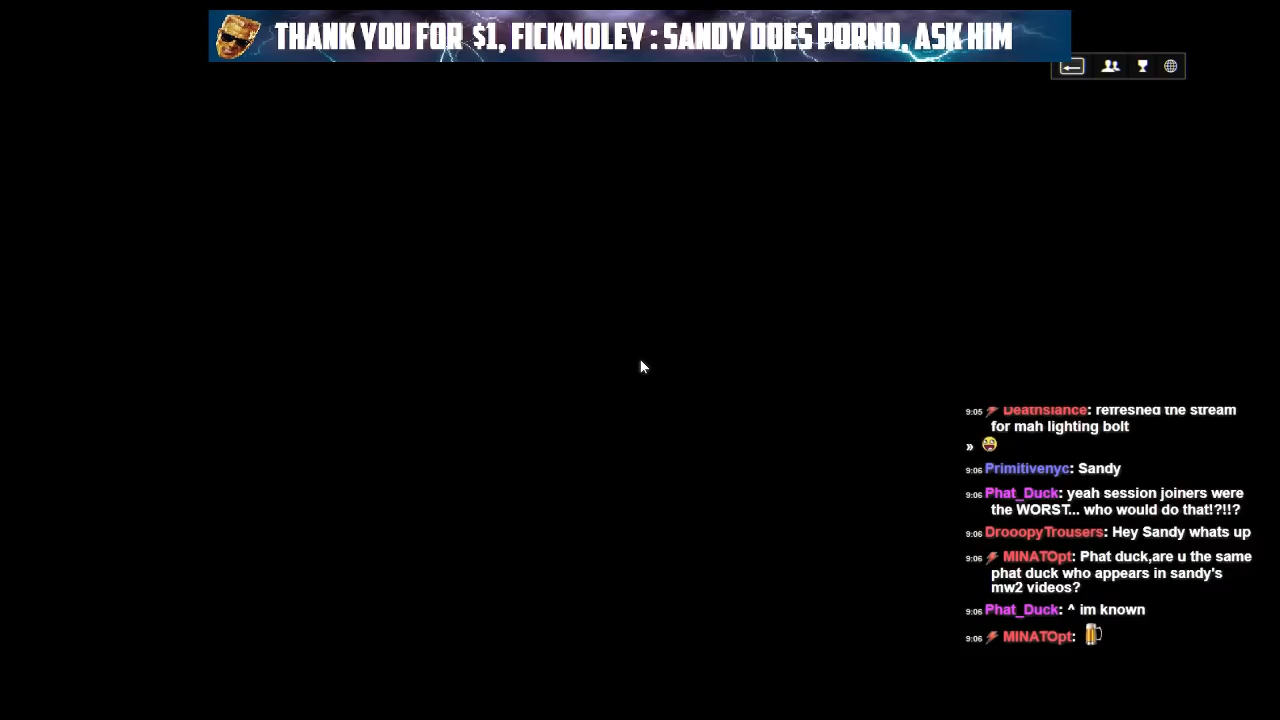 THANK YOU FOR $1, FICKMOLEY : SANDY DOES PORNO, ASK HIM
9:05 Deathslance: refreshed the stream
for mah lighting bolt
»
9:06 Primitivenyc: Sandy
9:06 Phat_Duck: yeah session joiners were
the WORST... who would do that!?!!?
9:06 DrooopyTrousers: Hey Sandy whats up
9:06 MINATOpt: Phat duck,are u the same
phat duck who appears in sandy's
mw2 videos?
9:06 Phat_Duck: ^ im known
9:06 MINATOpt: